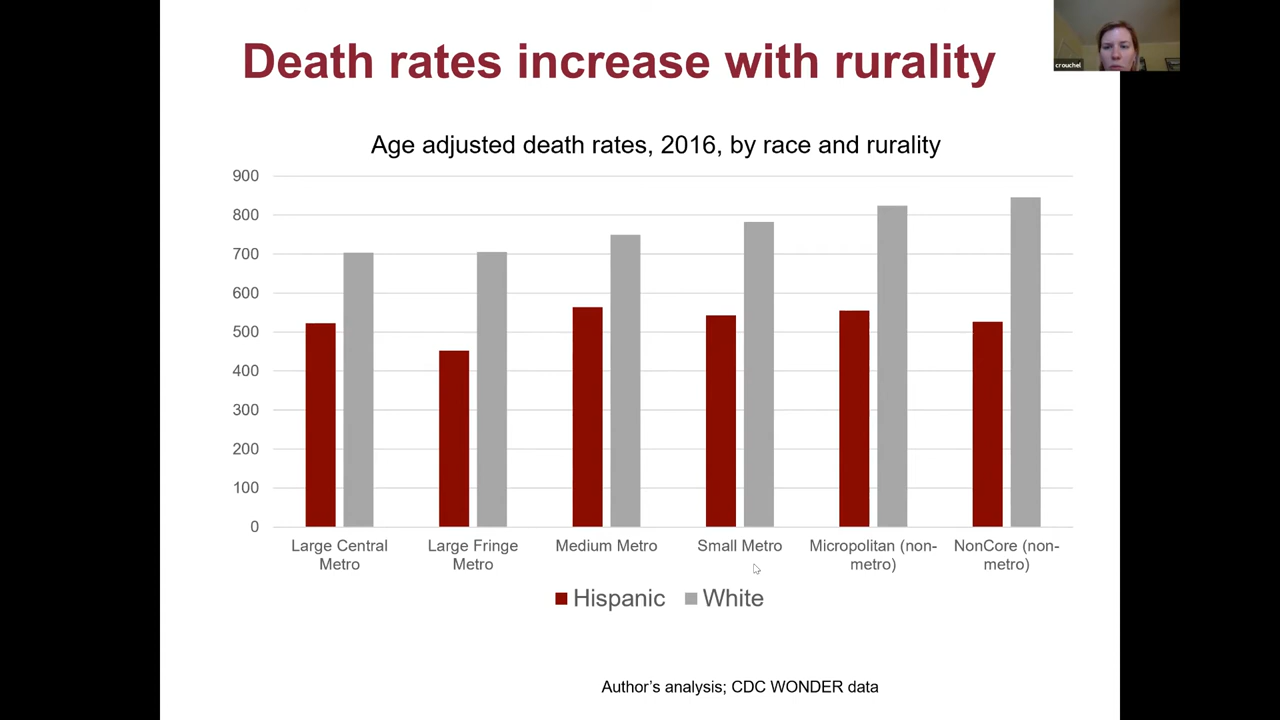 Death rates increase with rurality
crouchel
Age adjusted death rates, 2016, by race and rurality
900
800
700
600
500
400
300
200
100
0
Large Central
Metro
Large Fringe
Metro
Medium Metro
Small Metro
Micropolitan (non-
metro)
NonCore (non-
metro)
Hispanic
White
Author's analysis; CDC WONDER data